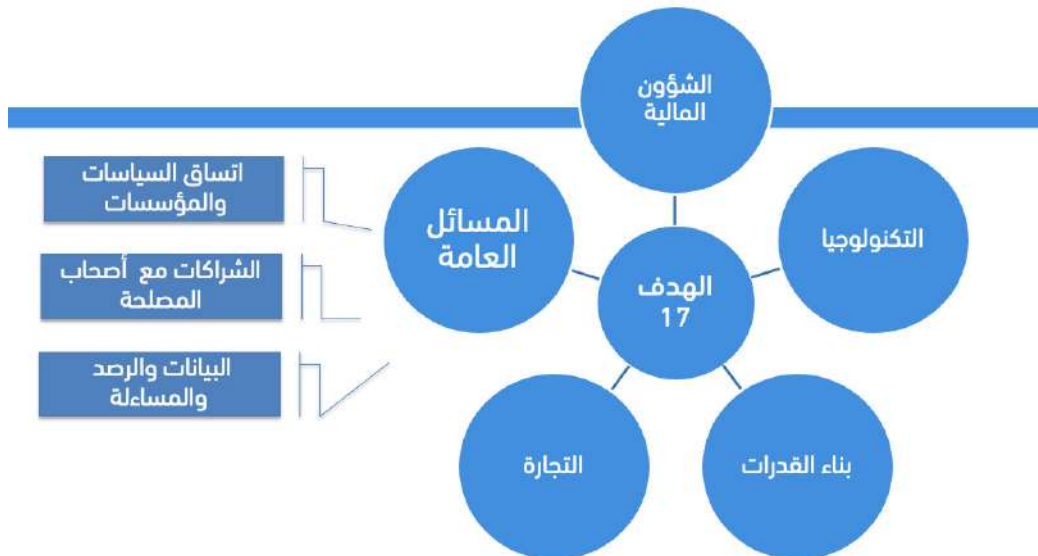 الشؤون
المالية
التكنولوجيا
المسائل
العامة
الهدف
17
بناء القدرات
التجارة
اتساق السياسات
والمؤسسات
الشراكات مع أصحاب
المصلحة
البيانات والرصد
والمساءلة